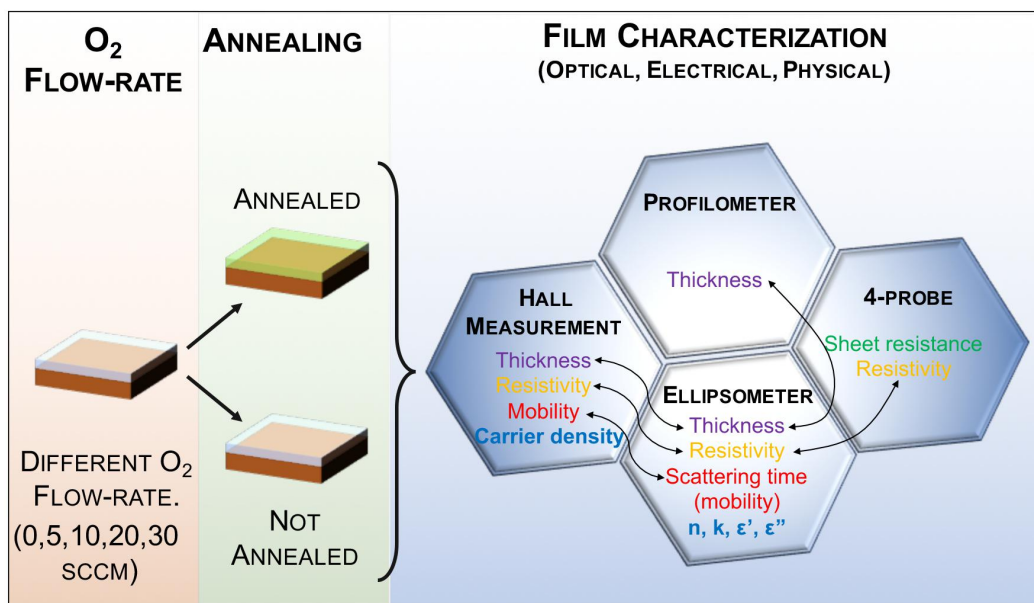 O₂
FLOW-RATE
ANNEALING
FILM CHARACTERIZATION
(OPTICAL, ELECTRICAL, PHYSICAL)
ANNEALED
NOT
ANNEALED
DIFFERENT O₂
FLOW-RATE.
(0,5,10,20,30
SCCM)
HALL
MEASUREMENT
Thickness
Resistivity
Mobility
Carrier density
PROFILOMETER
Thickness
ELLIPSOMETER
Thickness
Resistivity
Scattering time
(mobility)
n, k, ε’, ε”
4-PROBE
Sheet resistance
Resistivity